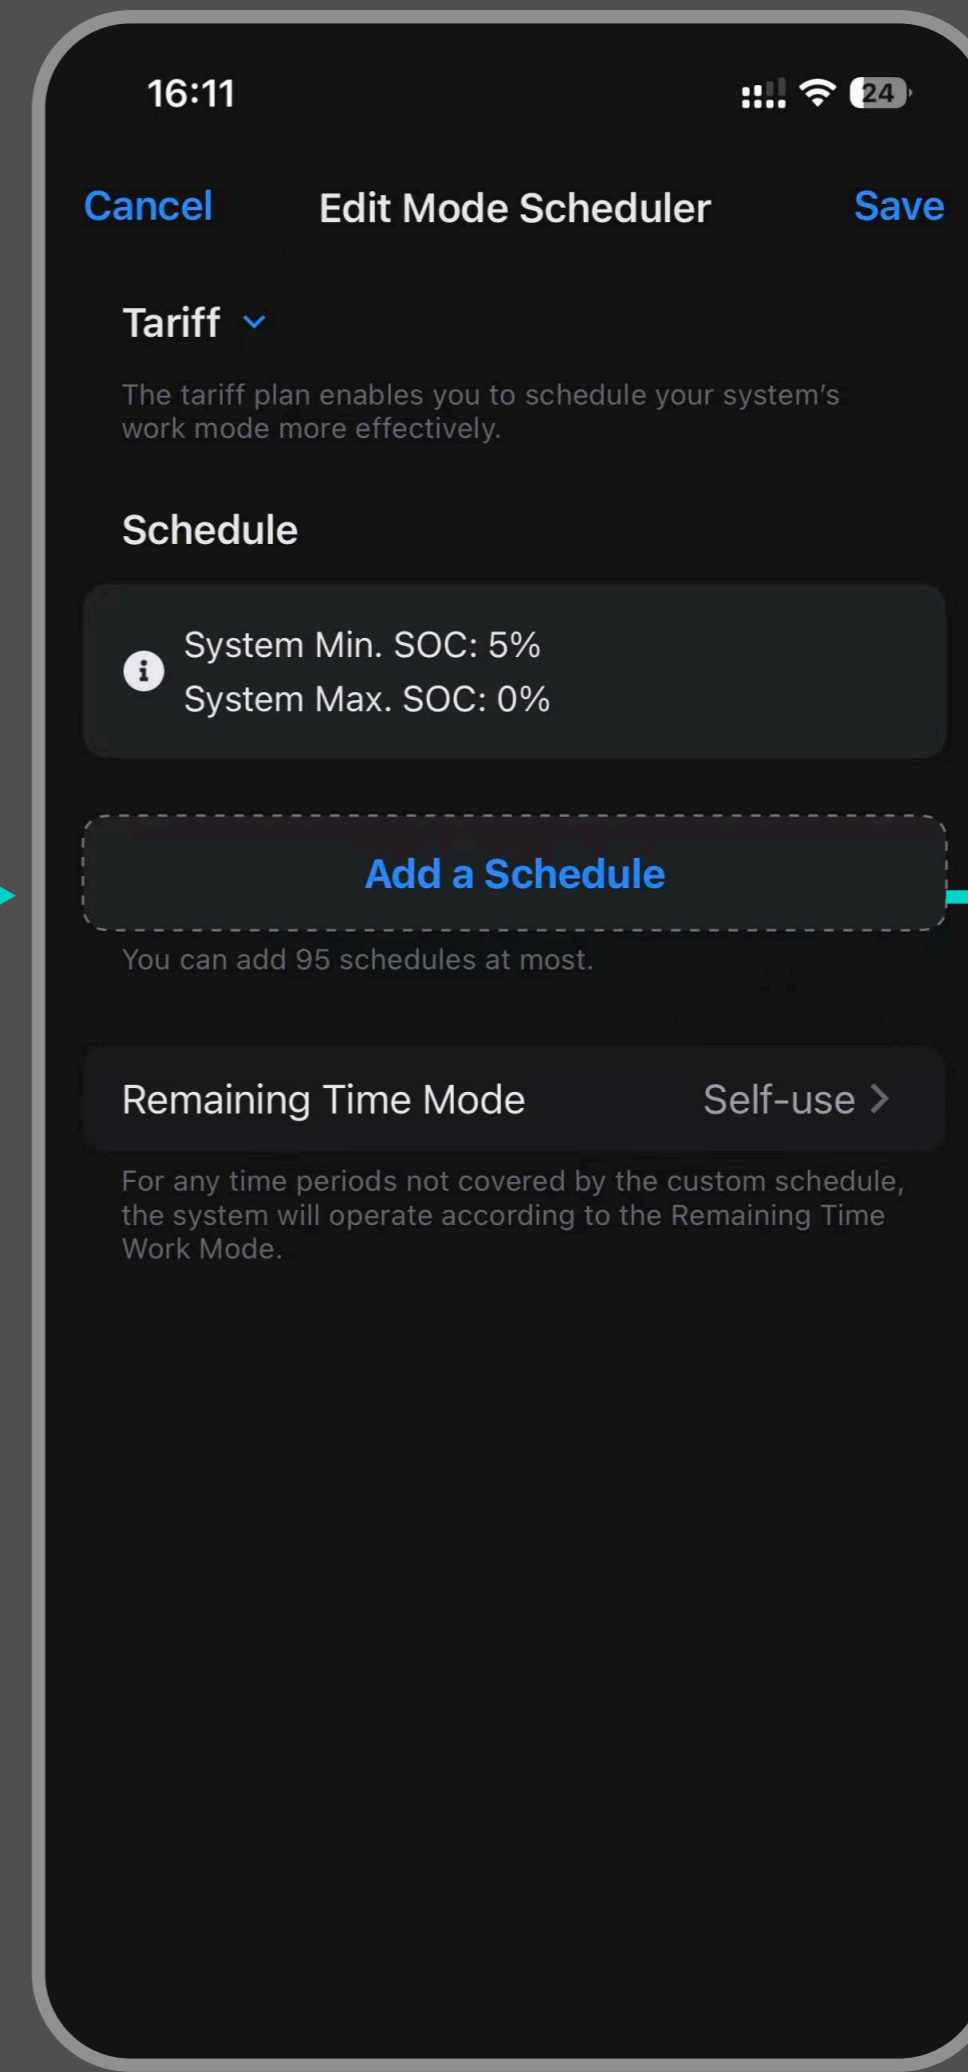 16:11
24
Cancel
Edit Mode Scheduler
Save
Tariff
The tariff plan enables you to schedule your system's
work mode more effectively.
Schedule
System Min. SOC: 5%
System Max. SOC: 0%
Add a Schedule
You can add 95 schedules at most.
Remaining Time Mode
Self-use
For any time periods not covered by the custom schedule,
the system will operate according to the Remaining Time
Work Mode.